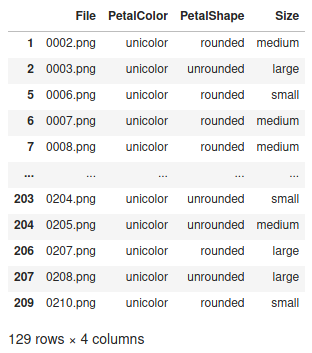 File PetalColor PetalShape Size
1 0002.png unicolor rounded medium
2 0003.png unicolor unrounded large
5 0006.png unicolor rounded small
6 0007.png unicolor rounded medium
7 0008.png unicolor rounded medium
... ... ... ... ...
203 0204.png unicolor unrounded small
204 0205.png unicolor unrounded medium
206 0207.png unicolor rounded large
207 0208.png unicolor unrounded large
209 0210.png unicolor rounded small
129 rows × 4 columns